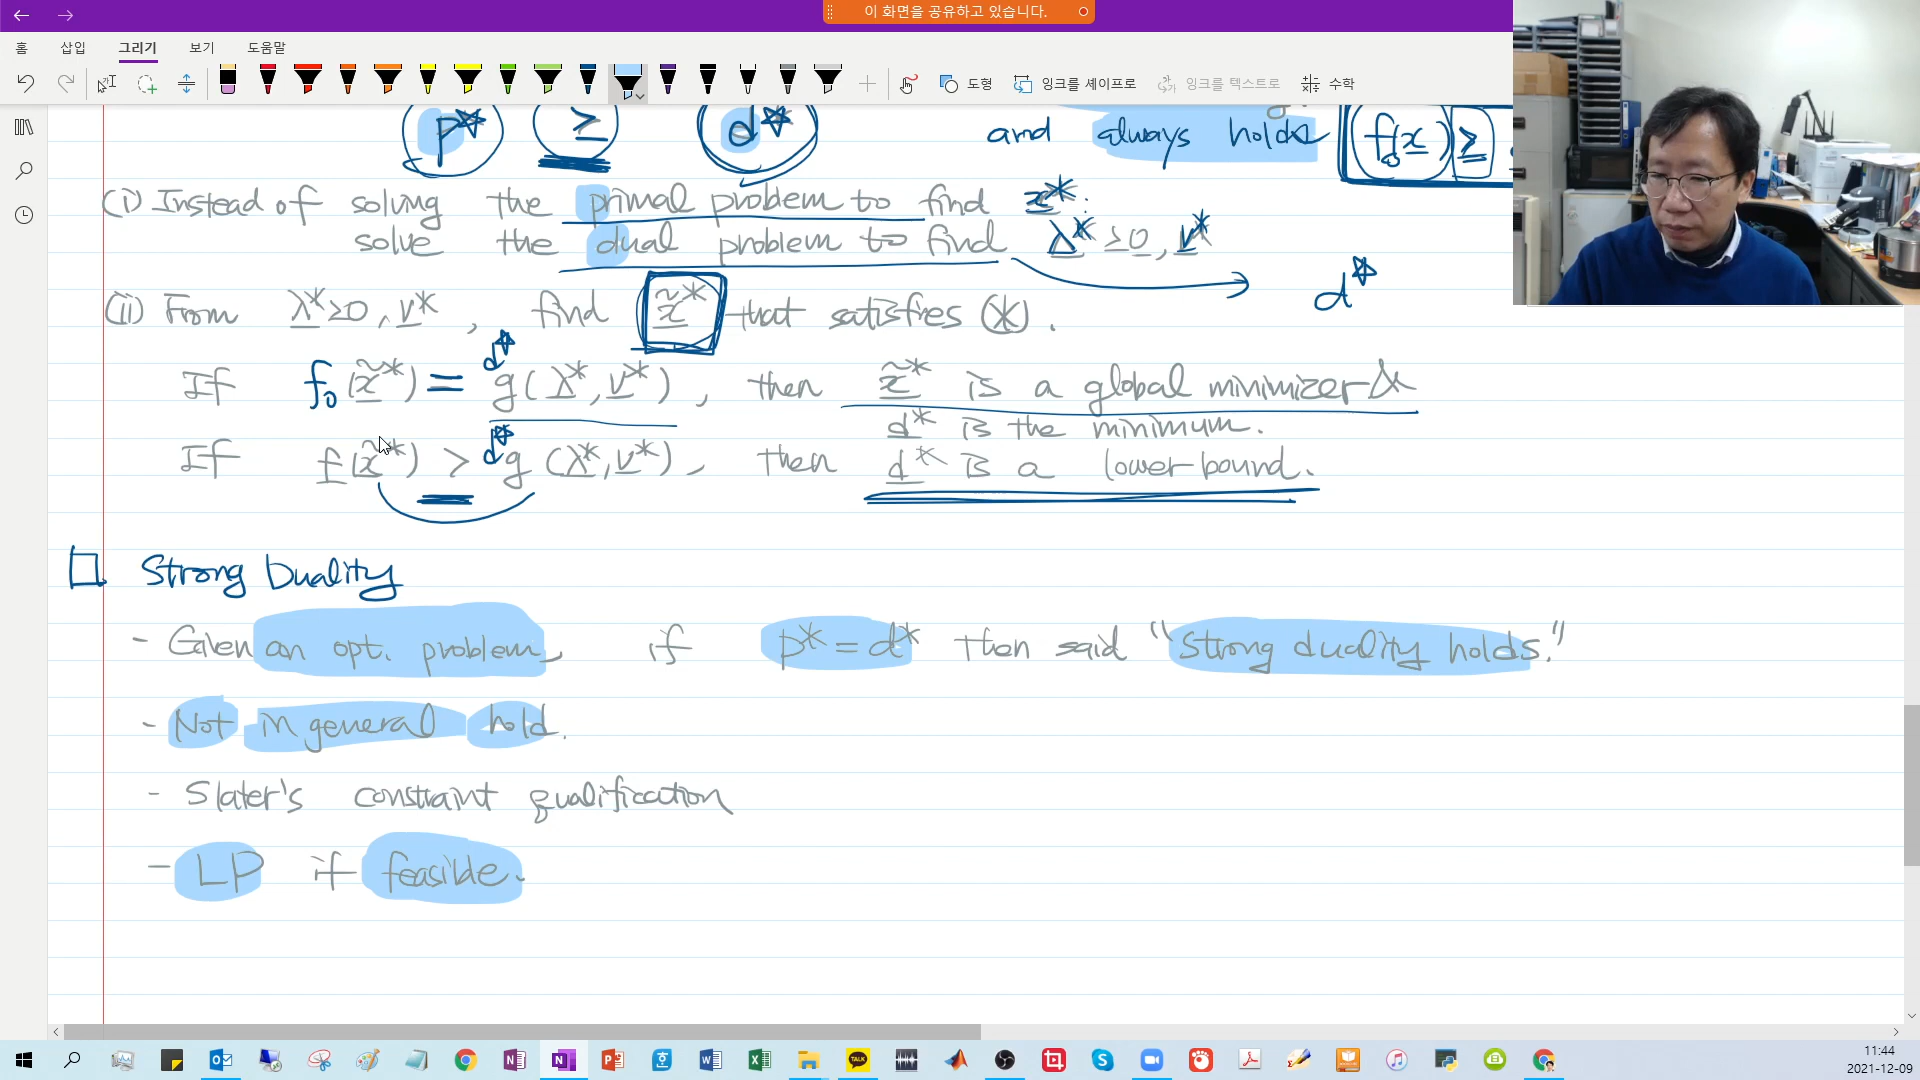 이 화면을 공유하고 있습니다.
홈 삽입 그리기 보기 도움말
도형 잉크를 셰이프로 잉크를 텍스트로 수학
p* ≥ d* and always holds f₀(x) ≥
(i) Instead of solving the primal problem to find x*:
solve the dual problem to find λ* ≥0, ν*
d*
(ii) From λ*≥0, ν*, find x̃* that satisfies (*).
d*
If f₀(x̃*) = g(λ*, ν*), then x̃* is a global minimizer &
d* is the minimum.
If f(x̃*) > d* g(λ*, ν*), then d* is a lower bound.
□. Strong Duality
- Given an opt. problem, if p* = d* then said "Strong duality holds."
- Not in general hold.
- Slater's constraint qualification
- LP if feasible.
11:44
2021-12-09